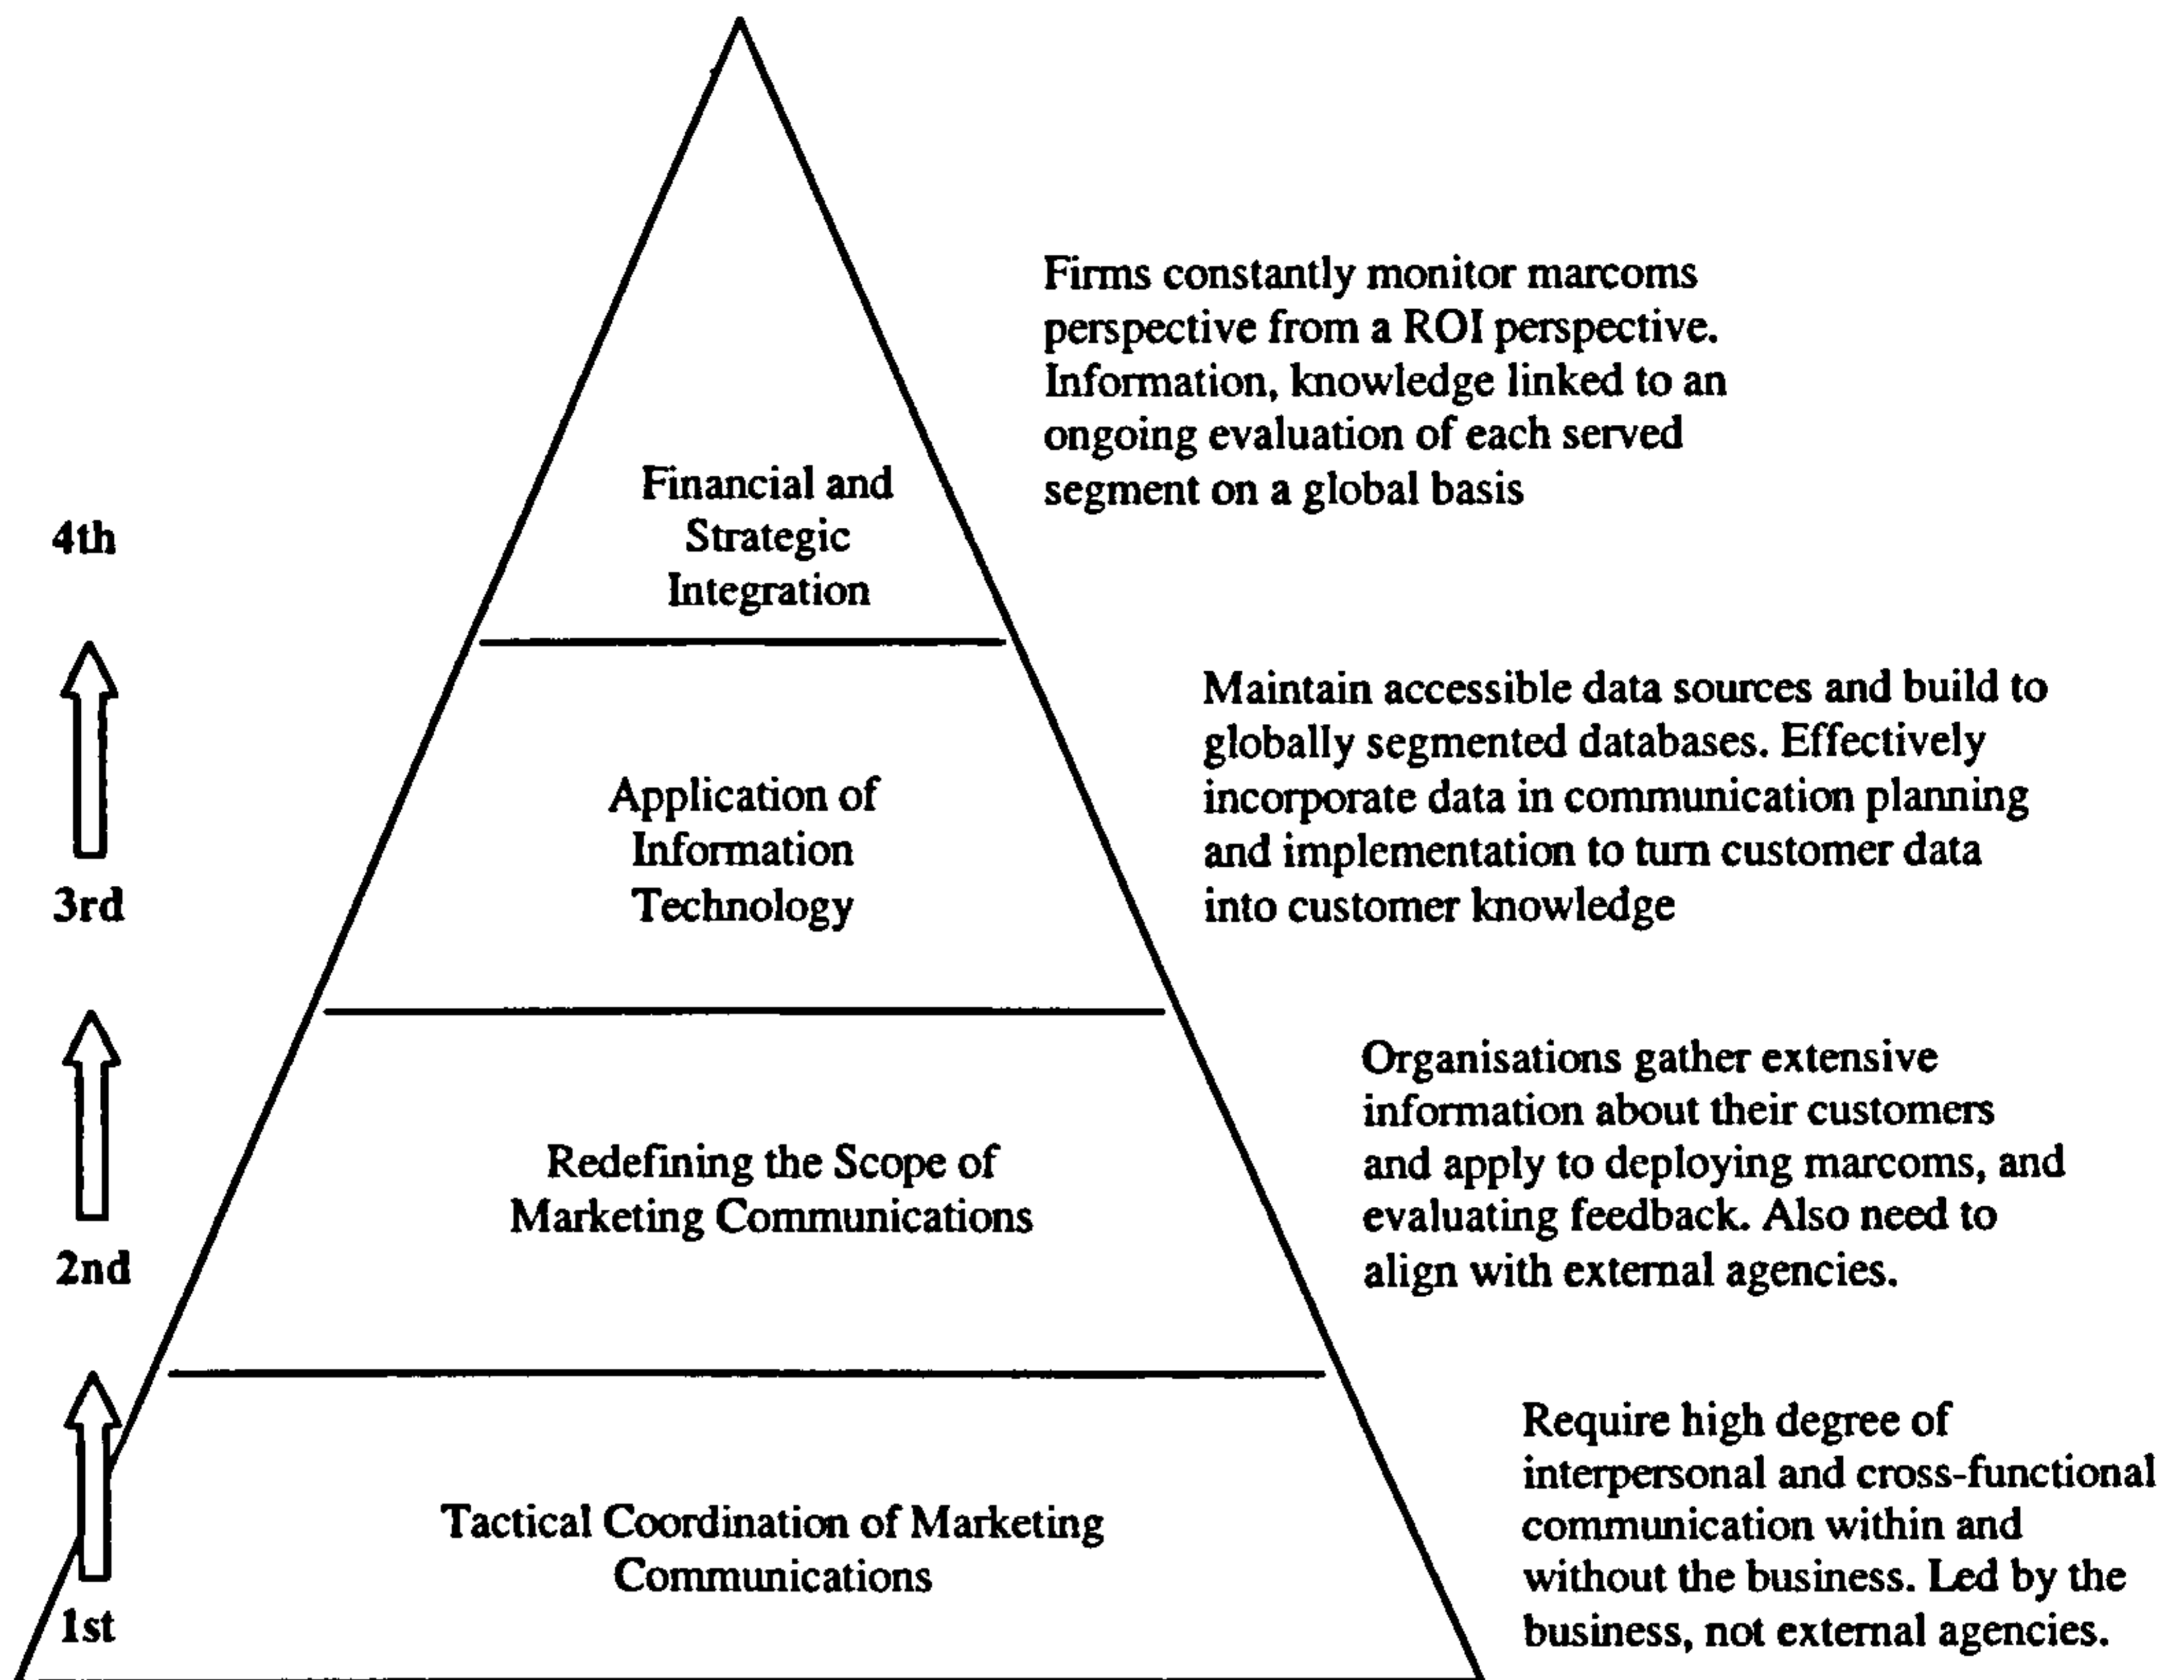 Firms constantly monitor marcoms
perspective from a ROI perspective.
Information, knowledge linked to an
ongoing evaluation of each served
segment on a global basis
Financial and
Strategic
Integration
4th
Maintain accessible data sources and build to
globally segmented databases. Effectively
incorporate data in communication planning
and implementation to turn customer data
into customer knowledge
Application of
Information
Technology
3rd
Organisations gather extensive
information about their customers
and apply to deploying marcoms, and
evaluating feedback. Also need to
align with external agencies.
Redefining the Scope of
Marketing Communications
2nd
Require high degree of
interpersonal and cross-functional
communication within and
without the business. Led by the
business, not external agencies.
Tactical Coordination of Marketing
Communications
1st